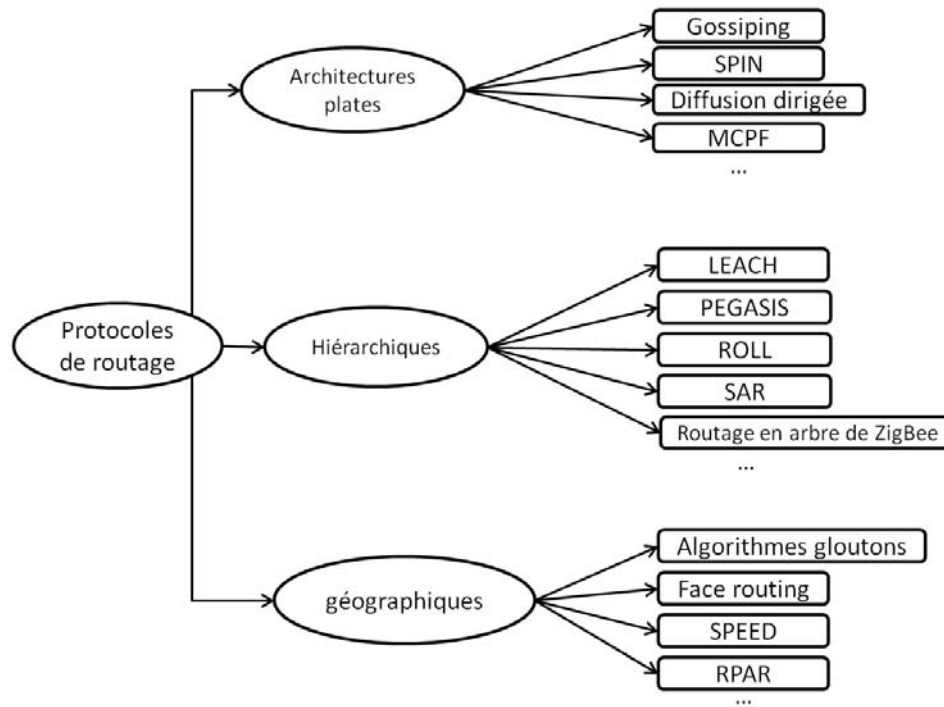 Protocoles
de routage
Architectures
plates
Gossiping
SPIN
Diffusion dirigée
MCPF
...
Hiérarchiques
LEACH
PEGASIS
ROLL
SAR
Routage en arbre de ZigBee
...
géographiques
Algorithmes gloutons
Face routing
SPEED
RPAR
...